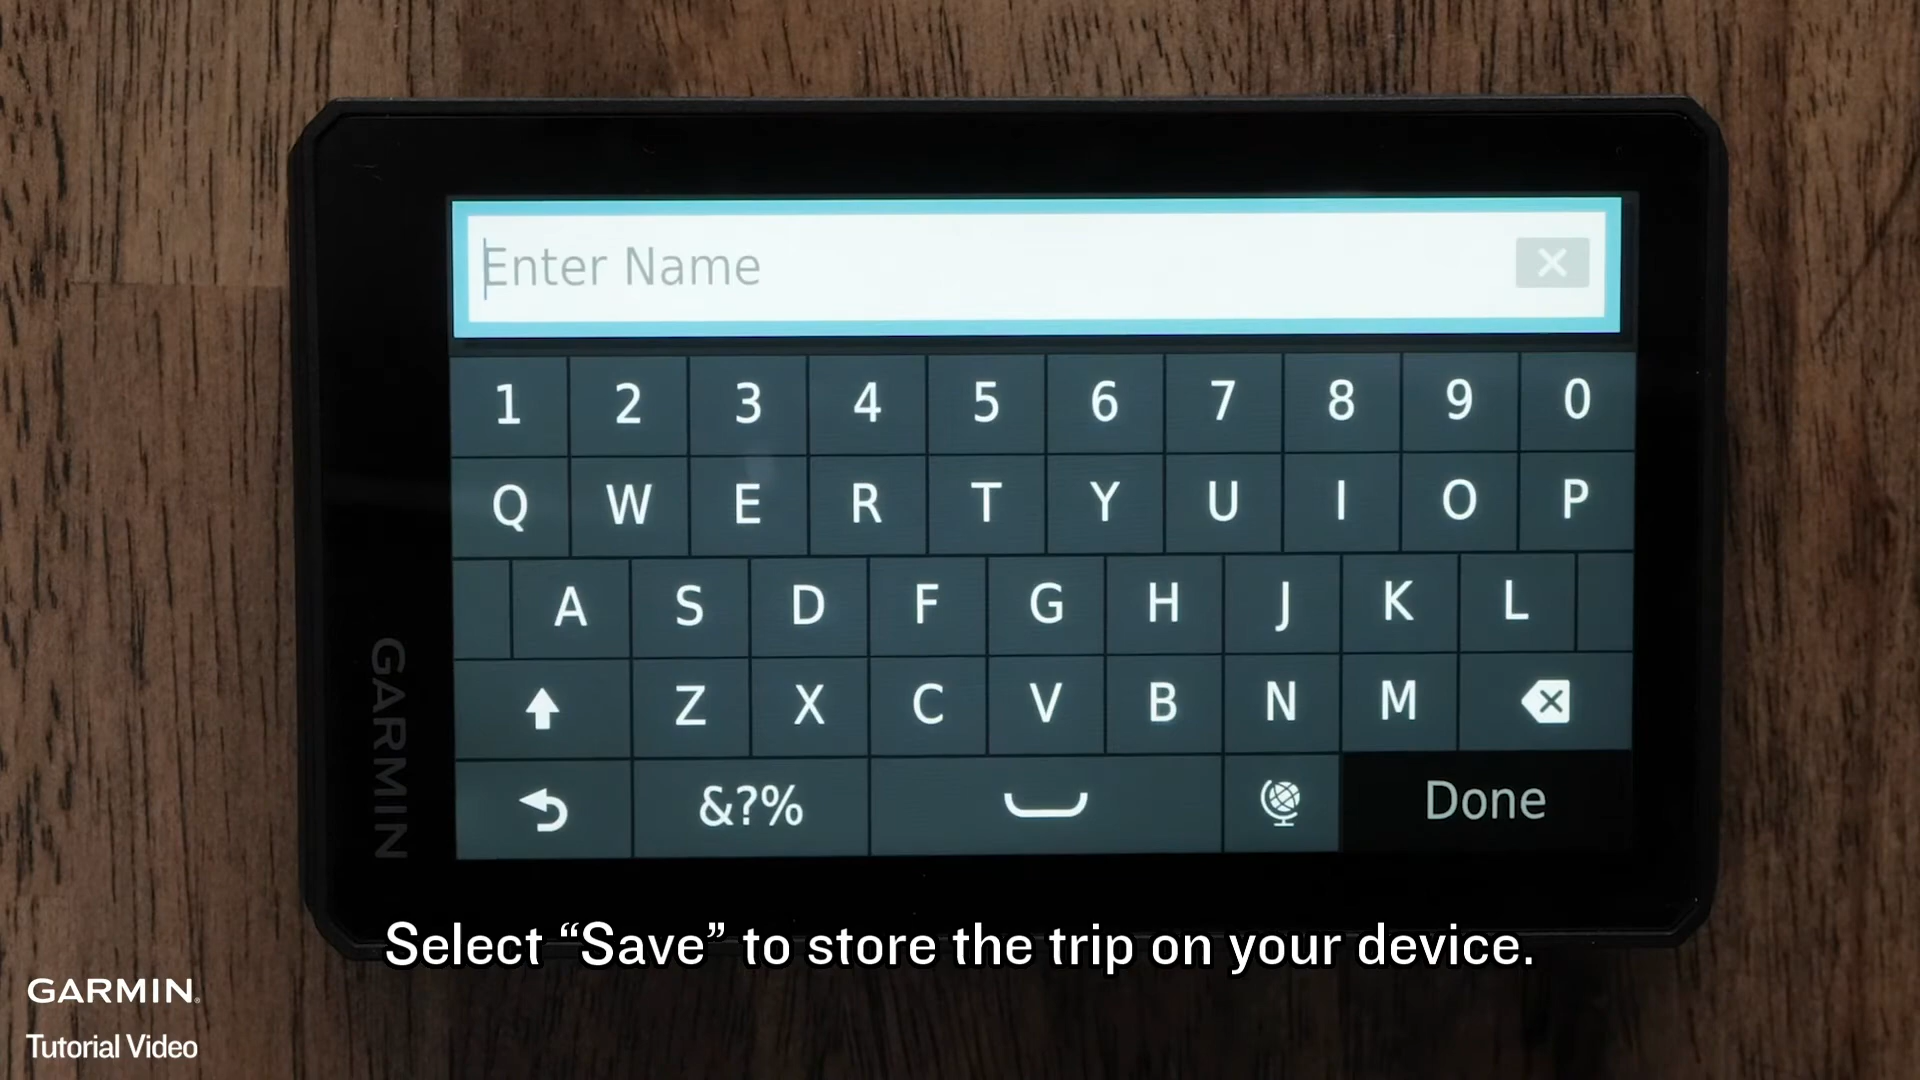 Enter Name
1 2 3 4 5 6 7 8 9 0
Q W E R T Y U I O P
A S D F G H J K L
Z X C V B N M
&?% Done
GARMIN
Select “Save” to store the trip on your device.
GARMIN
Tutorial Video